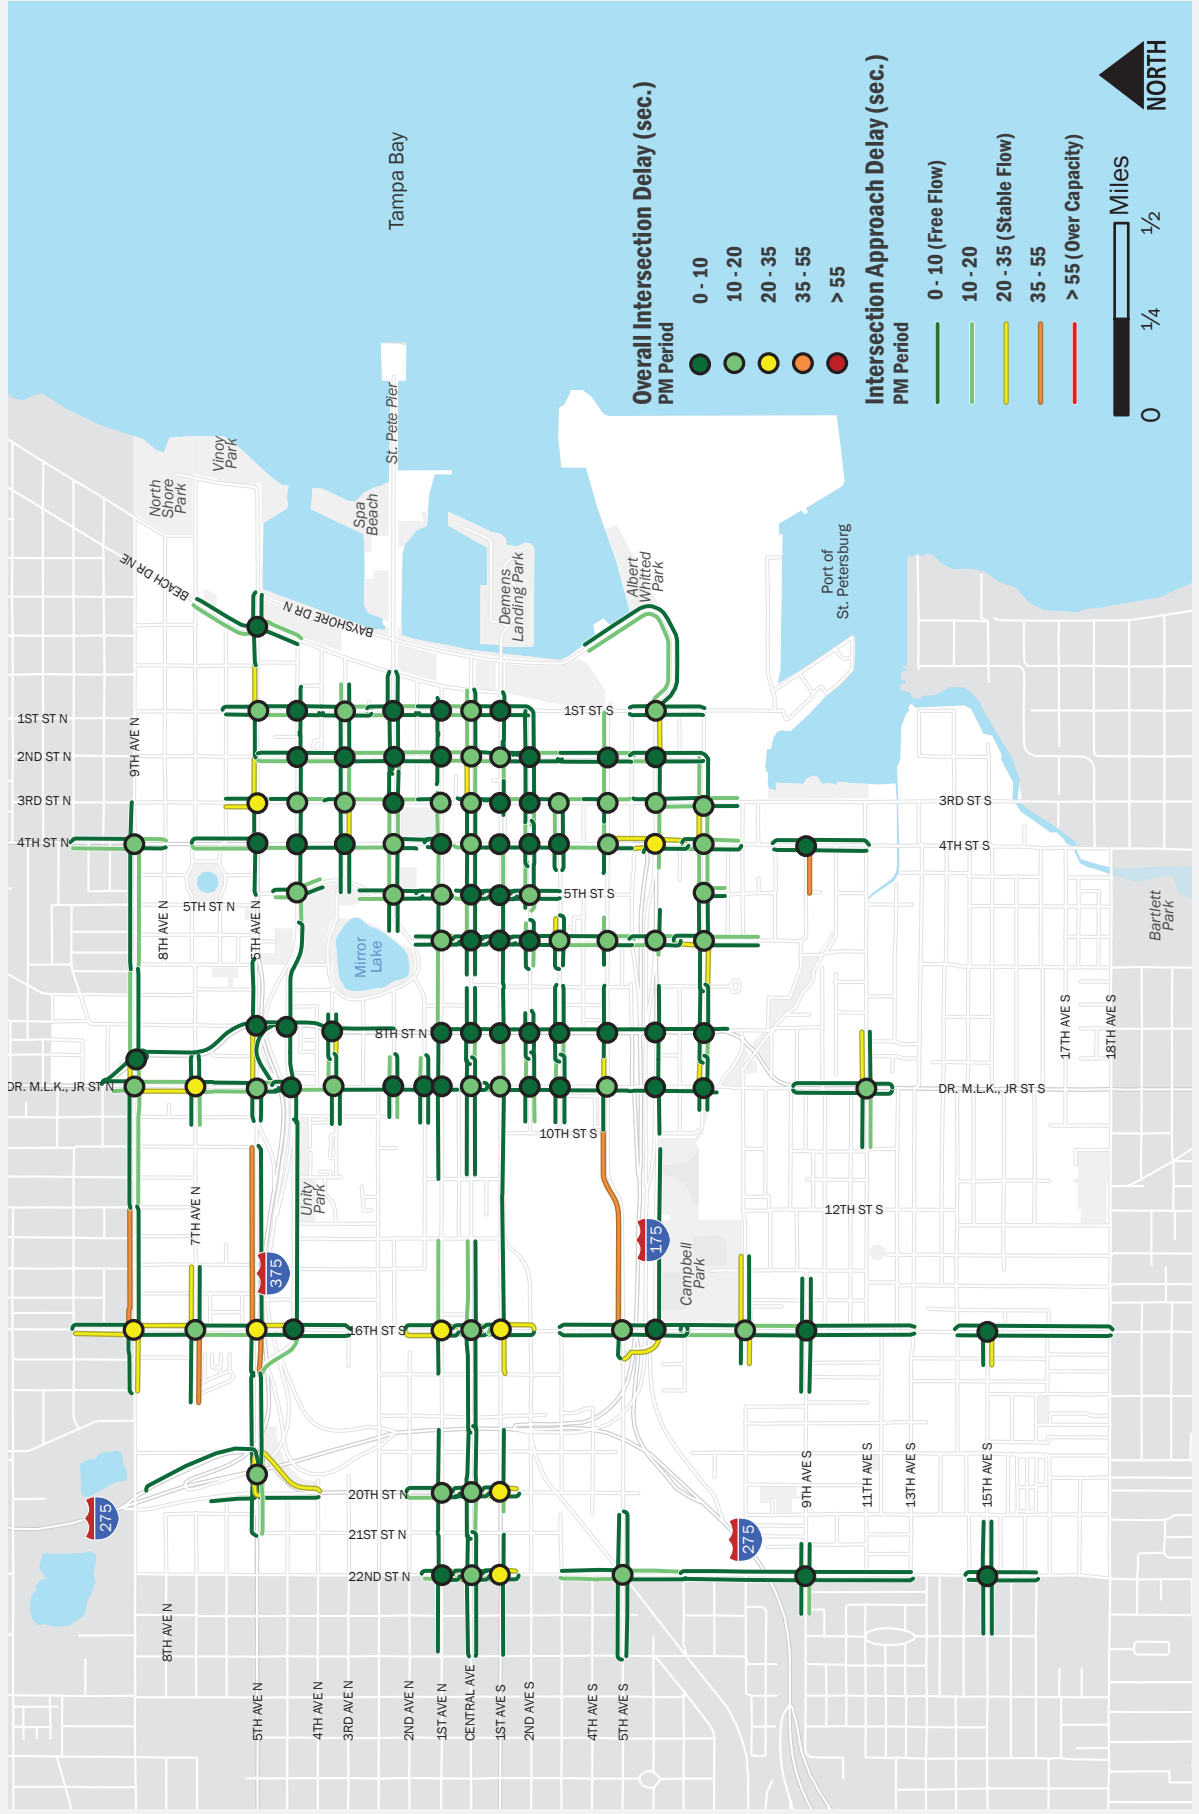 Tampa Bay
NORTH
Overall Intersection Delay (sec.)
PM Period
0 - 10
10 - 20
20 - 35
35 - 55
> 55
Intersection Approach Delay (sec.)
PM Period
0 - 10 (Free Flow)
10 - 20
20 - 35 (Stable Flow)
35 - 55
> 55 (Over Capacity)
0
¼
½
Miles
North
Shore
Park
Vinoy
Park
St. Pete Pier
Spa
Beach
Demens
Landing Park
Albert
Whitted
Park
Port of
St. Petersburg
BEACH DR NE
BAYSHORE DR N
1ST ST N
1ST ST S
2ND ST N
9TH AVE N
3RD ST N
3RD ST S
4TH ST N
4TH ST S
5TH ST N
5TH ST S
8TH AVE N
5TH AVE N
Mirror
Lake
Bartlett
Park
8TH ST N
17TH AVE S
18TH AVE S
DR. M.L.K., JR ST N
DR. M.L.K., JR ST S
10TH ST S
7TH AVE N
Unity
Park
12TH ST S
375
175
Campbell
Park
16TH ST S
20TH ST N
21ST ST N
22ND ST N
275
275
9TH AVE S
11TH AVE S
13TH AVE S
15TH AVE S
8TH AVE N
5TH AVE N
4TH AVE N
3RD AVE N
2ND AVE N
1ST AVE N
CENTRAL AVE
1ST AVE S
2ND AVE S
4TH AVE S
5TH AVE S